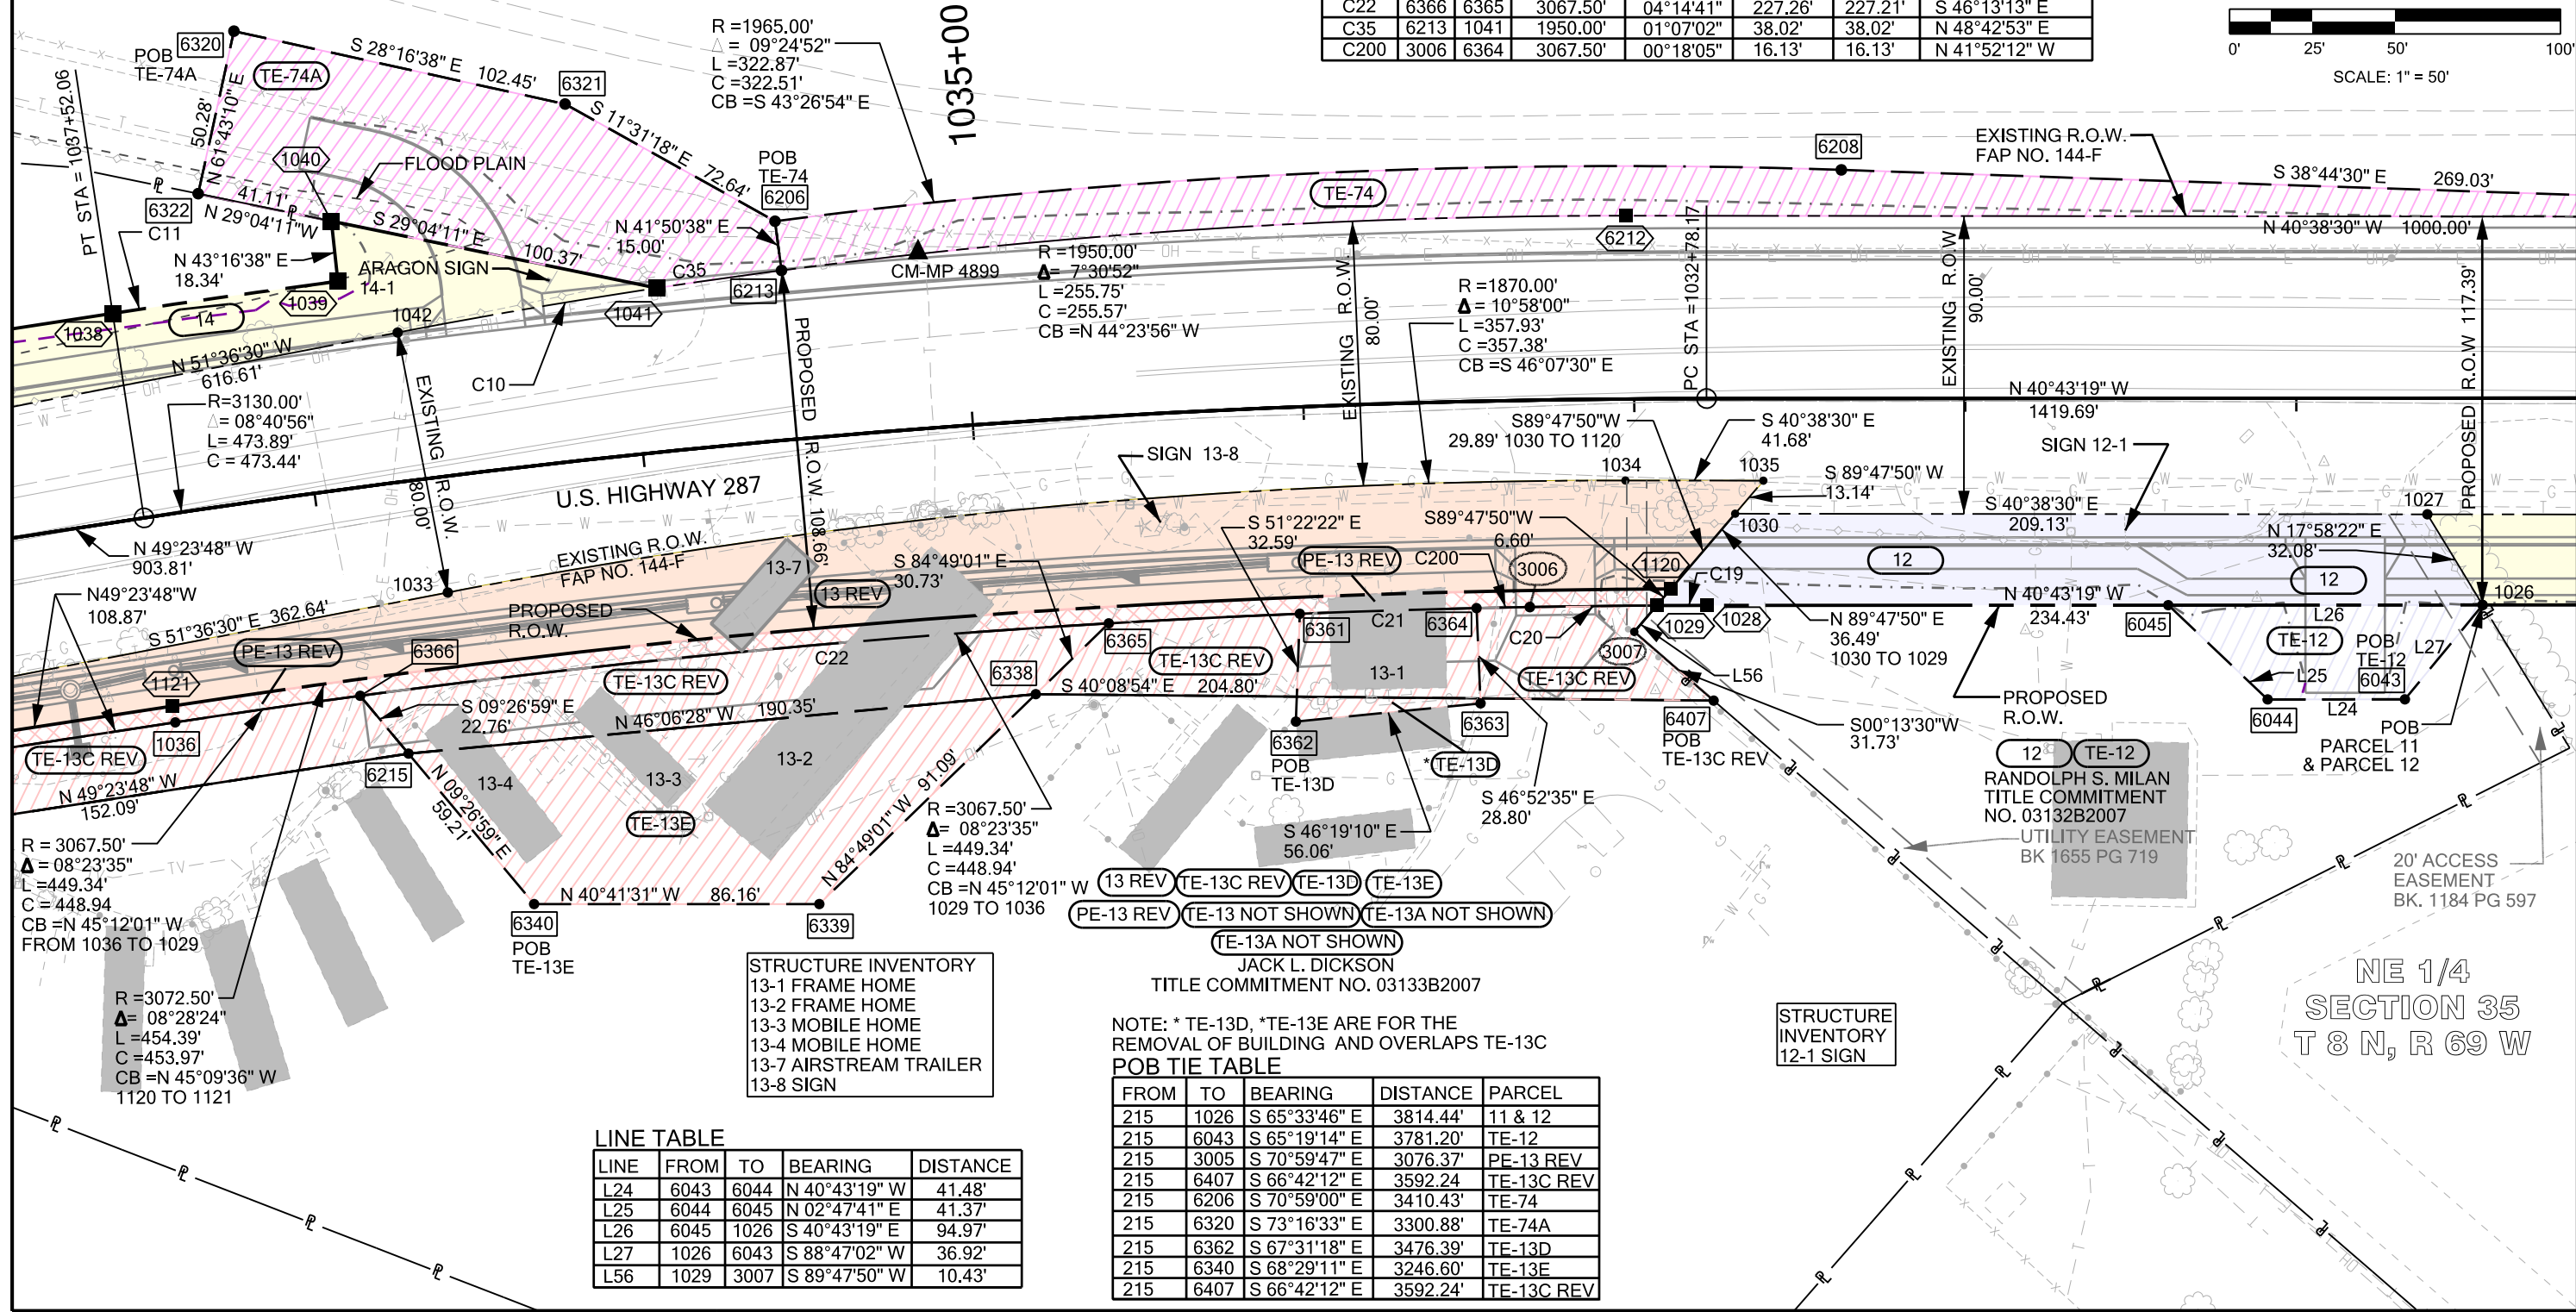 C22 6366 6365 3067.50' 04°14'41" 227.26' 227.21' S 46°13'13" E
C35 6213 1041 1950.00' 01°07'02" 38.02' 38.02' N 48°42'53" E
C200 3006 6364 3067.50' 00°18'05" 16.13' 16.13' N 41°52'12" W
0' 25' 50' 100'
SCALE: 1" = 50'
POB
TE-74A
6320
TE-74A
S 28°16'38" E 102.45'
6321
S 11°31'18" E
72.64'
R =1965.00'
△ = 09°24'52"
L =322.87'
C =322.51'
CB =S 43°26'54" E
1035+00
PT STA = 1037+52.06
50.28'
N 61°43'10" E
1040
FLOOD PLAIN
6322
41.11'
N 29°04'11"W
S 29°04'11" E
100.37'
POB
TE-74
6206
N 41°50'38" E
15.00'
TE-74
6208
EXISTING R.O.W.
FAP NO. 144-F
S 38°44'30" E 269.03'
N 40°38'30" W 1000.00'
6212
C11
N 43°16'38" E
18.34'
ARAGON SIGN
14-1
C35
6213
CM-MP 4899
R =1950.00'
Δ= 7°30'52"
L =255.75'
C =255.57'
CB =N 44°23'56" W
R =1870.00'
Δ = 10°58'00"
L =357.93'
C =357.38'
CB =S 46°07'30" E
EXISTING R.O.W.
80.00'
PC STA =1032+78.17
EXISTING R.O.W
90.00'
PROPOSED R.O.W 117.39'
1038
14
1039
1042
1041
N 51°36'30" W
616.61'
C10
R=3130.00'
△= 08°40'56"
L= 473.89'
C = 473.44'
EXISTING R.O.W.
80.00'
PROPOSED R.O.W. 108.66'
N 40°43'19" W
1419.69'
S89°47'50"W
29.89' 1030 TO 1120
S 40°38'30" E
41.68'
SIGN 12-1
SIGN 13-8
1034
1035
S 89°47'50" W
13.14'
U.S. HIGHWAY 287
N 49°23'48" W
903.81'
EXISTING R.O.W.
FAP NO. 144-F
S 51°22'22" E
32.59'
S89°47'50"W
6.60'
1030
S 40°38'30" E
209.13'
1027
N 17°58'22" E
32.08'
N49°23'48"W
108.87'
1033
13-7
13 REV
S 84°49'01" E
30.73'
PE-13 REV
C200
3006
1120
C19
12
12
S 51°36'30" E 362.64'
PROPOSED
R.O.W.
N 40°43'19" W
234.43'
L26
1026
PE-13 REV
6366
C22
6365
6361
C21
6364
C20
1029
1028
N 89°47'50" E
36.49'
1030 TO 1029
6045
TE-12
POB
TE-12
6043
L27
L25
1121
TE-13C REV
6338
TE-13C REV
13-1
TE-13C REV
3007
L56
S 40°08'54" E 204.80'
S 09°26'59" E
22.76'
N 46°06'28" W 190.35'
1036
TE-13C REV
6215
N 49°23'48" W
152.09'
13-4
13-3
13-2
6362
POB
TE-13D
6363
*TE-13D
6407
POB
TE-13C REV
S00°13'30"W
31.73'
PROPOSED
R.O.W.
6044
L24
POB
PARCEL 11
& PARCEL 12
12
TE-12
RANDOLPH S. MILAN
TITLE COMMITMENT
NO. 03132B2007
UTILITY EASEMENT
BK 1655 PG 719
20' ACCESS
EASEMENT
BK. 1184 PG 597
N 09°26'59" E
59.21'
TE-13E
N 84°49'01" W 91.09'
R =3067.50'
Δ= 08°23'35"
L =449.34'
C =448.94'
CB =N 45°12'01" W
1029 TO 1036
S 46°19'10" E
56.06'
S 46°52'35" E
28.80'
R = 3067.50'
Δ = 08°23'35"
L =449.34'
C = 448.94
CB =N 45°12'01" W
FROM 1036 TO 1029
N 40°41'31" W 86.16'
6340
POB
TE-13E
6339
13 REV TE-13C REV TE-13D TE-13E
PE-13 REV TE-13 NOT SHOWN TE-13A NOT SHOWN
TE-13A NOT SHOWN
JACK L. DICKSON
TITLE COMMITMENT NO. 03133B2007
R =3072.50'
Δ= 08°28'24"
L =454.39'
C =453.97'
CB =N 45°09'36" W
1120 TO 1121
STRUCTURE INVENTORY
13-1 FRAME HOME
13-2 FRAME HOME
13-3 MOBILE HOME
13-4 MOBILE HOME
13-7 AIRSTREAM TRAILER
13-8 SIGN
NOTE: * TE-13D, *TE-13E ARE FOR THE
REMOVAL OF BUILDING AND OVERLAPS TE-13C
STRUCTURE
INVENTORY
12-1 SIGN
NE 1/4
SECTION 35
T 8 N, R 69 W
POB TIE TABLE
FROM TO BEARING DISTANCE PARCEL
215 1026 S 65°33'46" E 3814.44' 11 & 12
215 6043 S 65°19'14" E 3781.20' TE-12
215 3005 S 70°59'47" E 3076.37' PE-13 REV
215 6407 S 66°42'12" E 3592.24 TE-13C REV
215 6206 S 70°59'00" E 3410.43' TE-74
215 6320 S 73°16'33" E 3300.88' TE-74A
215 6362 S 67°31'18" E 3476.39' TE-13D
215 6340 S 68°29'11" E 3246.60' TE-13E
215 6407 S 66°42'12" E 3592.24' TE-13C REV
LINE TABLE
LINE FROM TO BEARING DISTANCE
L24 6043 6044 N 40°43'19" W 41.48'
L25 6044 6045 N 02°47'41" E 41.37'
L26 6045 1026 S 40°43'19" E 94.97'
L27 1026 6043 S 88°47'02" W 36.92'
L56 1029 3007 S 89°47'50" W 10.43'